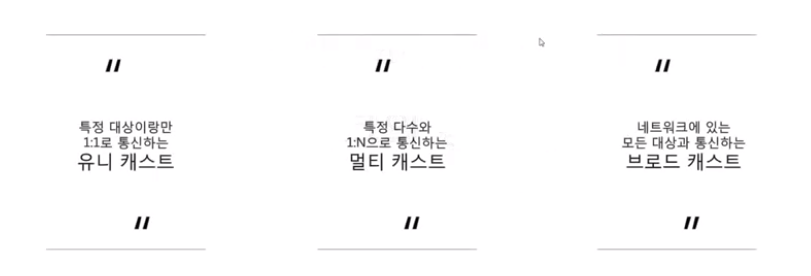 "
특정 대상이랑만
1:1로 통신하는
유니 캐스트
"
"
특정 다수와
1:N으로 통신하는
멀티 캐스트
"
"
네트워크에 있는
모든 대상과 통신하는
브로드 캐스트
"